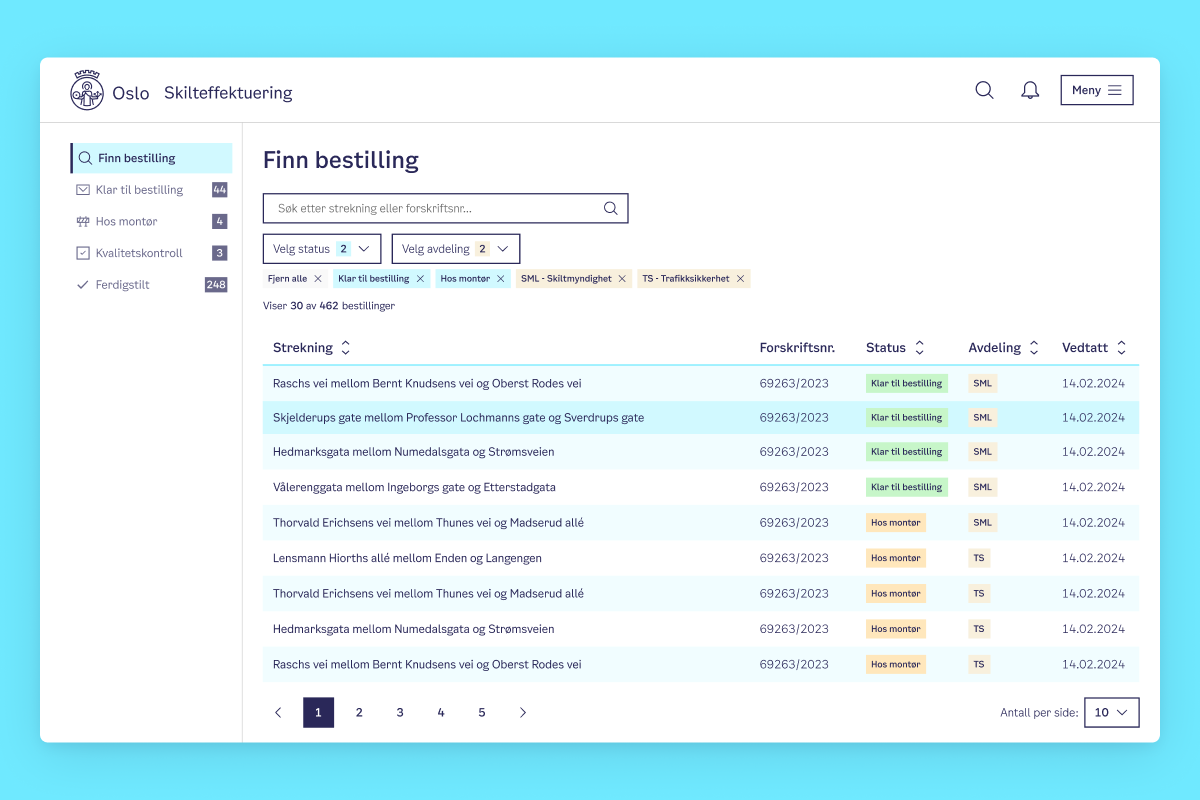 Oslo Skilteffektuering
Meny
Finn bestilling
Klar til bestilling 44
Hos montør 4
Kvalitetskontroll 3
Ferdigstilt 248
Finn bestilling
Søk etter strekning eller forskriftsnr...
Velg status 2 Velg avdeling 2
Fjern alle Klar til bestilling Hos montør SML - Skiltmyndighet TS - Trafikksikkerhet
Viser 30 av 462 bestillinger
Strekning Forskriftsnr. Status Avdeling Vedtatt
Raschs vei mellom Bernt Knudsens vei og Oberst Rodes vei 69263/2023 Klar til bestilling SML 14.02.2024
Skjelderups gate mellom Professor Lochmanns gate og Sverdrups gate 69263/2023 Klar til bestilling SML 14.02.2024
Hedmarksgata mellom Numedalsgata og Strømsveien 69263/2023 Klar til bestilling SML 14.02.2024
Vålerenggata mellom Ingeborgs gate og Etterstadgata 69263/2023 Klar til bestilling SML 14.02.2024
Thorvald Erichsens vei mellom Thunes vei og Madserud allé 69263/2023 Hos montør SML 14.02.2024
Lensmann Hiorths allé mellom Enden og Langengen 69263/2023 Hos montør TS 14.02.2024
Thorvald Erichsens vei mellom Thunes vei og Madserud allé 69263/2023 Hos montør TS 14.02.2024
Hedmarksgata mellom Numedalsgata og Strømsveien 69263/2023 Hos montør TS 14.02.2024
Raschs vei mellom Bernt Knudsens vei og Oberst Rodes vei 69263/2023 Hos montør TS 14.02.2024
1 2 3 4 5
Antall per side: 10